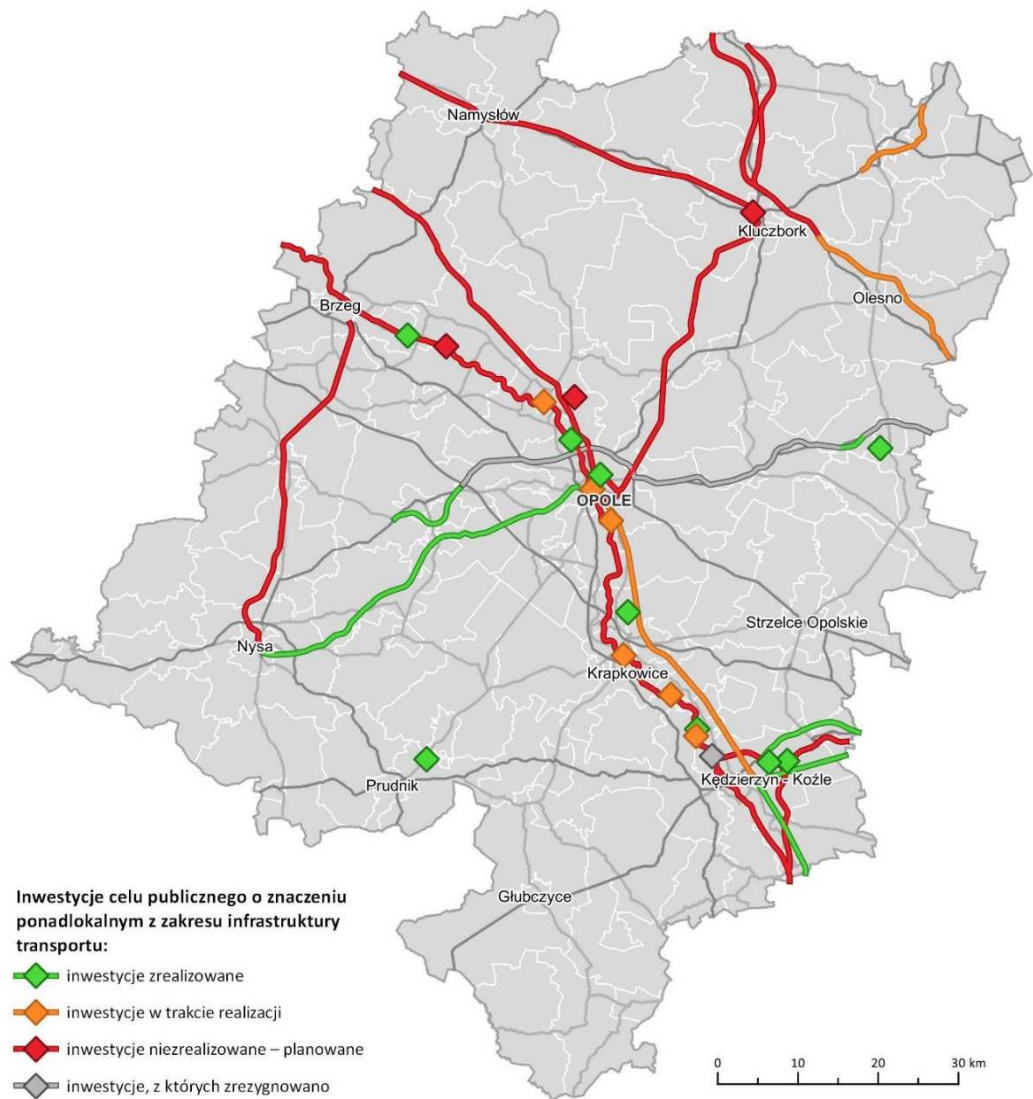 Namysłów
Kluczbork
Olesno
Brzeg
OPOLE
Strzelce Opolskie
Nysa
Krapkowice
Prudnik
Kędzierzyn - Koźle
Głubczyce
Inwestycje celu publicznego o znaczeniu
ponadlokalnym z zakresu infrastruktury
transportu:
inwestycje zrealizowane
inwestycje w trakcie realizacji
inwestycje niezrealizowane – planowane
inwestycje, z których zrezygnowano
0 10 20 30 km